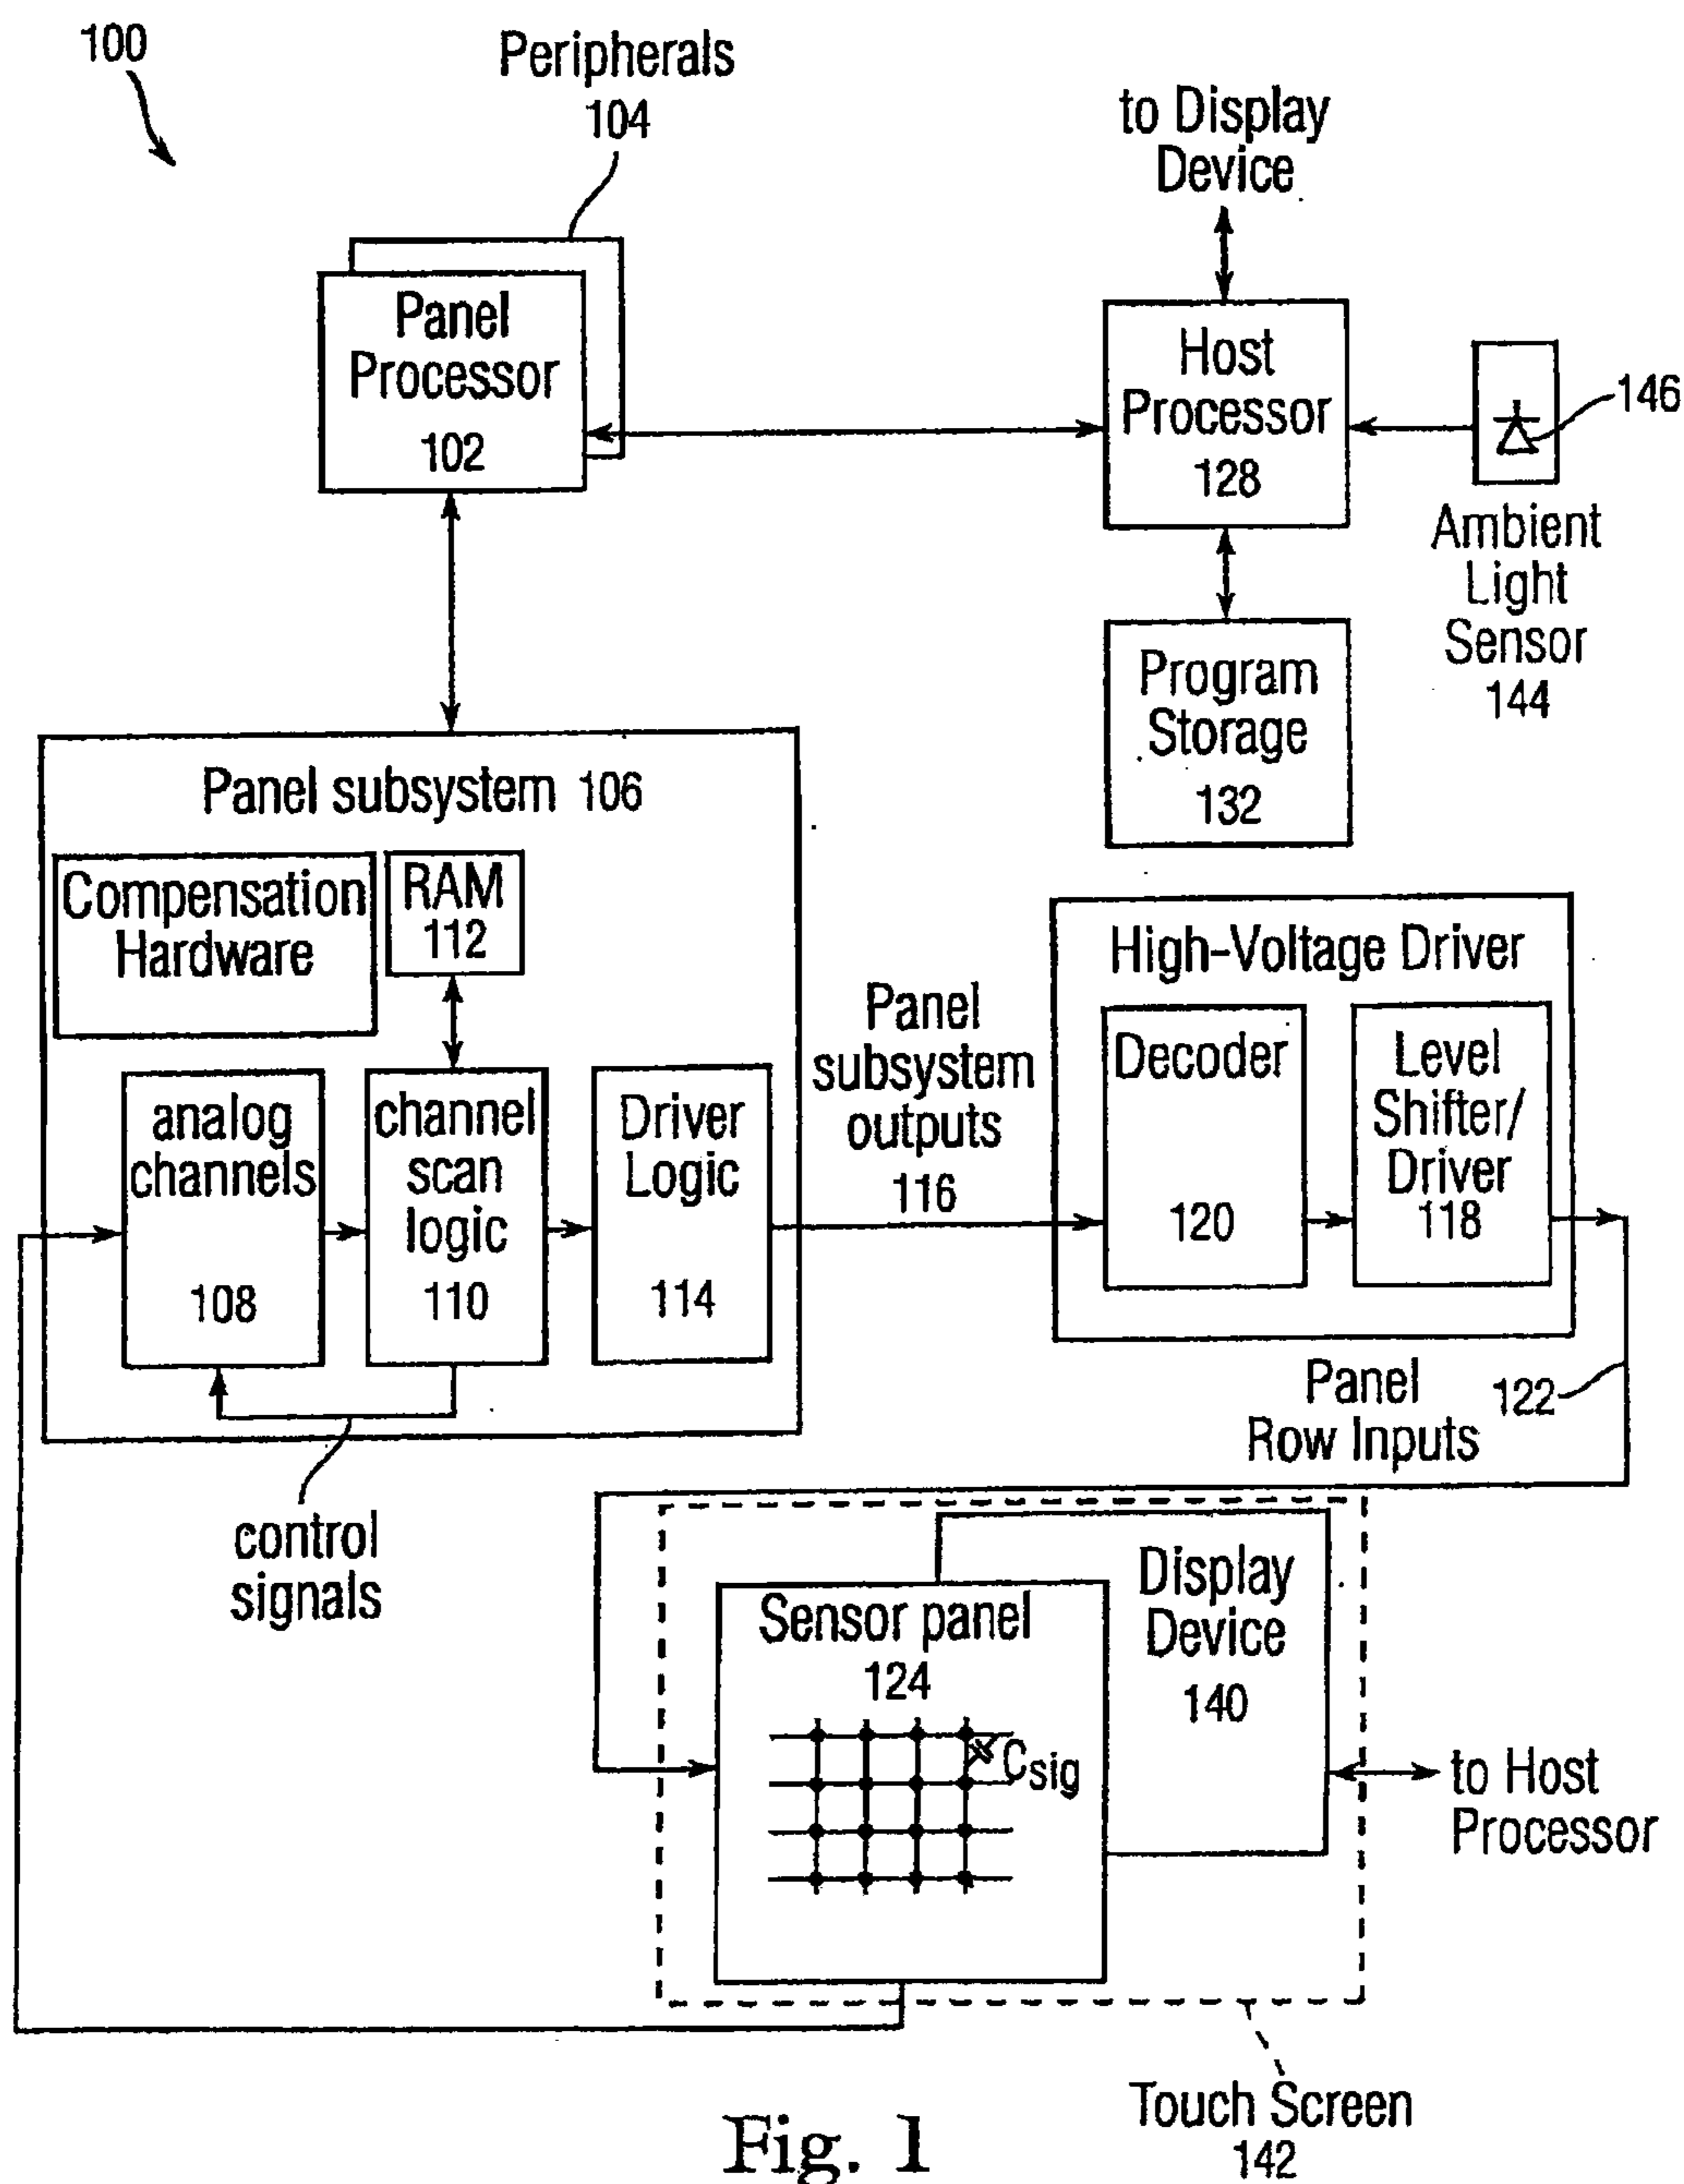 100
Peripherals
104
to Display
Device
Panel
Processor
102
Host
Processor
128
146
Ambient
Light
Sensor
144
Program
Storage
132
Panel subsystem 106
Compensation
Hardware
RAM
112
analog
channels
108
channel
scan
logic
110
Driver
Logic
114
control
signals
Panel
subsystem
outputs
116
High-Voltage Driver
Decoder
120
Level
Shifter/
Driver
118
Panel
Row Inputs
122
Sensor panel
124
Csig
Display
Device
140
to Host
Processor
Touch Screen
142
Fig. 1